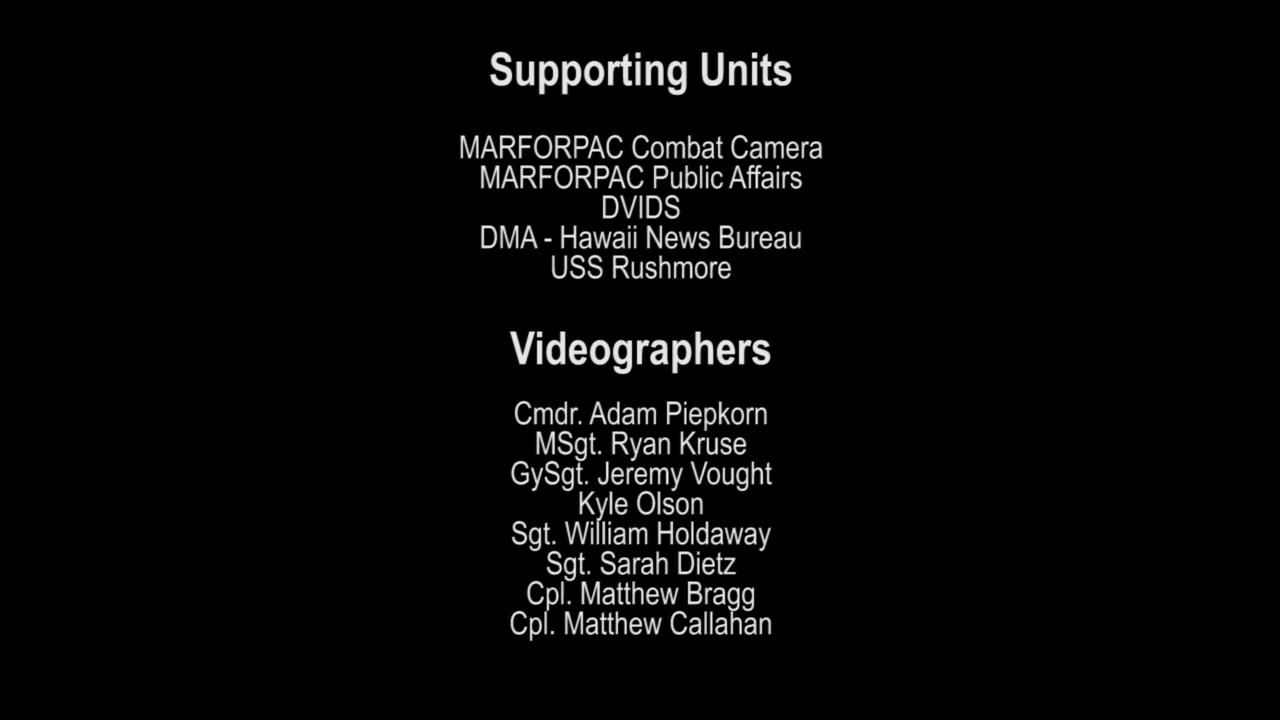 Supporting Units
MARFORPAC Combat Camera
MARFORPAC Public Affairs
DVIDS
DMA - Hawaii News Bureau
USS Rushmore
Videographers
Cmdr. Adam Piepkorn
MSgt. Ryan Kruse
GySgt. Jeremy Vought
Kyle Olson
Sgt. William Holdaway
Sgt. Sarah Dietz
Cpl. Matthew Bragg
Cpl. Matthew Callahan